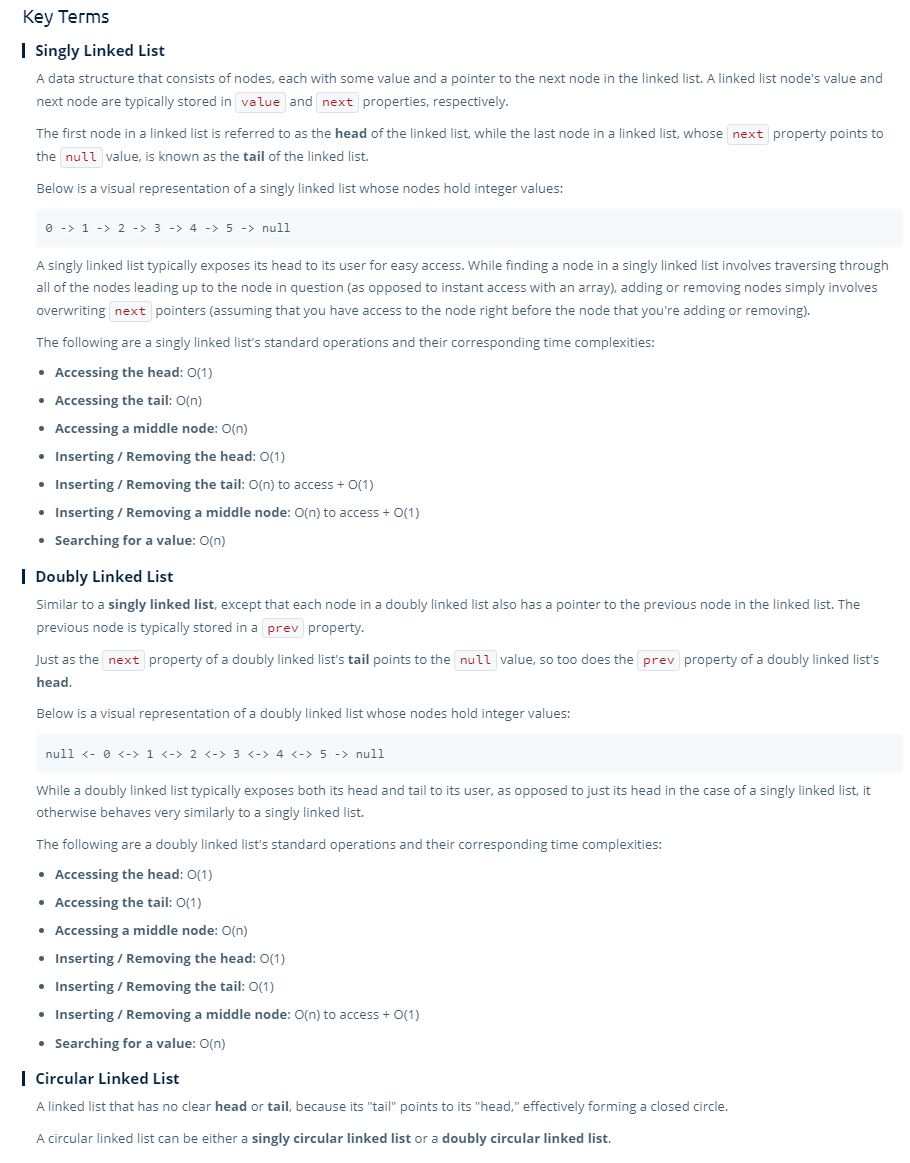 Key Terms
Singly Linked List
A data structure that consists of nodes, each with some value and a pointer to the next node in the linked list. A linked list node's value and
next node are typically stored in value and next properties, respectively.
The first node in a linked list is referred to as the head of the linked list, while the last node in a linked list, whose next property points to
the null value, is known as the tail of the linked list.
Below is a visual representation of a singly linked list whose nodes hold integer values:
0 -> 1 -> 2 -> 3 -> 4 -> 5 -> null
A singly linked list typically exposes its head to its user for easy access. While finding a node in a singly linked list involves traversing through
all of the nodes leading up to the node in question (as opposed to instant access with an array), adding or removing nodes simply involves
overwriting next pointers (assuming that you have access to the node right before the node that you're adding or removing).
The following are a singly linked list's standard operations and their corresponding time complexities:
• Accessing the head: O(1)
• Accessing the tail: O(n)
• Accessing a middle node: O(n)
• Inserting / Removing the head: O(1)
• Inserting / Removing the tail: O(n) to access + O(1)
• Inserting / Removing a middle node: O(n) to access + O(1)
• Searching for a value: O(n)
Doubly Linked List
Similar to a singly linked list, except that each node in a doubly linked list also has a pointer to the previous node in the linked list. The
previous node is typically stored in a prev property.
Just as the next property of a doubly linked list's tail points to the null value, so too does the prev property of a doubly linked list's
head.
Below is a visual representation of a doubly linked list whose nodes hold integer values:
null <- 0 <-> 1 <-> 2 <-> 3 <-> 4 <-> 5 -> null
While a doubly linked list typically exposes both its head and tail to its user, as opposed to just its head in the case of a singly linked list, it
otherwise behaves very similarly to a singly linked list.
The following are a doubly linked list's standard operations and their corresponding time complexities:
• Accessing the head: O(1)
• Accessing the tail: O(1)
• Accessing a middle node: O(n)
• Inserting / Removing the head: O(1)
• Inserting / Removing the tail: O(1)
• Inserting / Removing a middle node: O(n) to access + O(1)
• Searching for a value: O(n)
Circular Linked List
A linked list that has no clear head or tail, because its "tail" points to its "head," effectively forming a closed circle.
A circular linked list can be either a singly circular linked list or a doubly circular linked list.